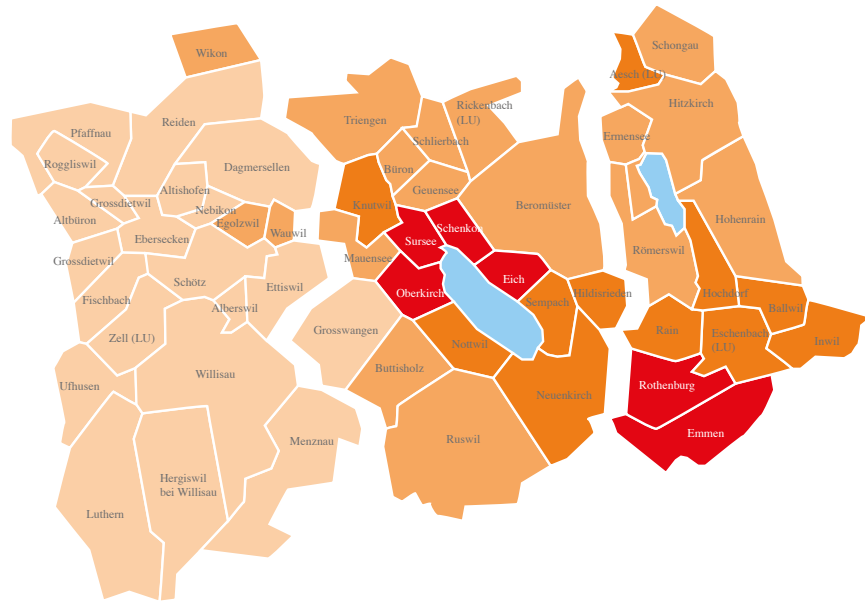 Schongau
Wikon
Aesch (LU)
Hitzkirch
Rickenbach
(LU)
Triengen
Reiden
Pfaffnau
Ermensee
Schlierbach
Roggliswil
Dagmersellen
Büron
Altishofen
Geuensee
Grossdietwil
Knutwil
Beromüster
Nebikon
Altbüron
Egolzwil
Hohenrain
Schenkon
Wauwil
Ebersecken
Sursee
Römerswil
Mauensee
Grossdietwil
Schötz
Eich
Ettiswil
Oberkirch
Hildisrieden
Hochdorf
Fischbach
Sempach
Alberswil
Ballwil
Grosswangen
Rain
Eschenbach
(LU)
Zell (LU)
Nottwil
Inwil
Buttisholz
Willisau
Ufhusen
Rothenburg
Neuenkirch
Emmen
Menznau
Ruswil
Hergiswil
bei Willisau
Luthern